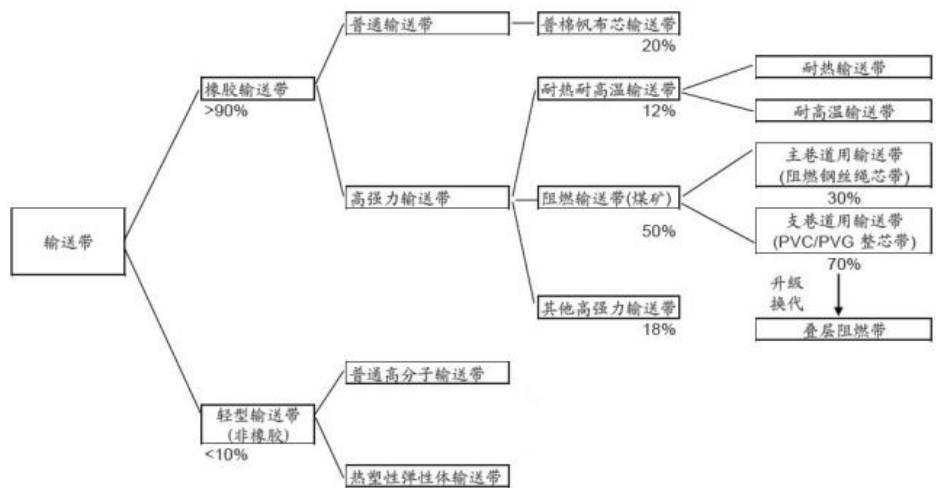 普通输送带
普棉帆布芯输送带
20%
橡胶输送带
>90%
耐热耐高温输送带
12%
耐热输送带
耐高温输送带
高强力输送带
阻燃输送带(煤矿)
50%
主巷道用输送带
(阻燃钢丝绳芯带)
30%
支巷道用输送带
(PVC/PVG 整芯带)
70%
升级
换代
叠层阻燃带
其他高强力输送带
18%
输送带
普通高分子输送带
轻型输送带
(非橡胶)
<10%
热塑性弹性体输送带